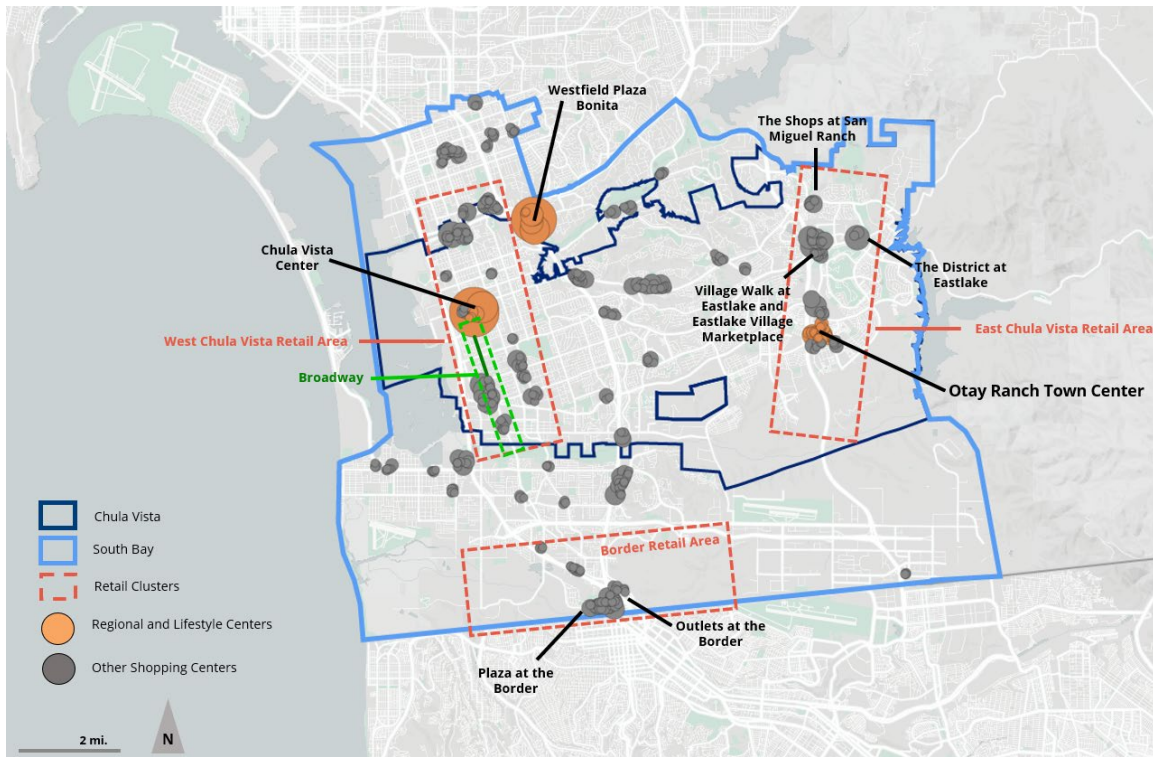 Westfield Plaza
Bonita
The Shops at San
Miguel Ranch
Chula Vista
Center
The District at
Eastlake
Village Walk at
Eastlake and
Eastlake Village
Marketplace
West Chula Vista Retail Area
East Chula Vista Retail Area
Broadway
Otay Ranch Town Center
Chula Vista
South Bay
Retail Clusters
Regional and Lifestyle Centers
Other Shopping Centers
Border Retail Area
Outlets at the
Border
Plaza at the
Border
2 mi.
N